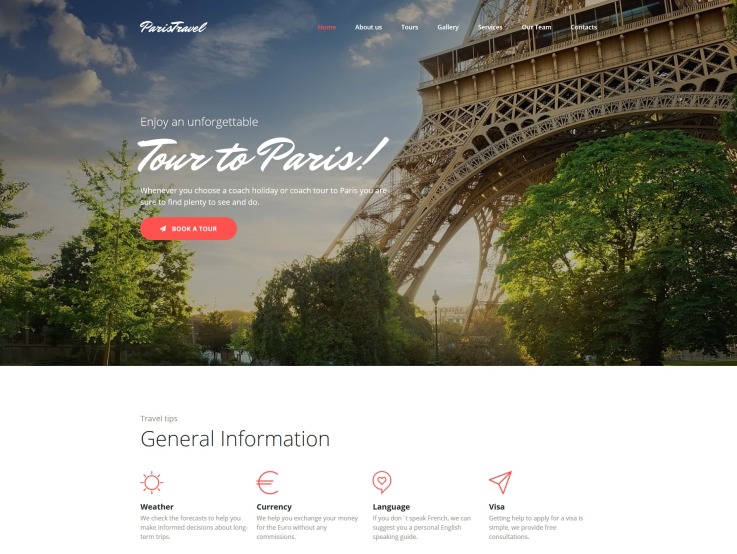 ParisTravel
Home About us Tours Gallery Services Our Team Contacts
Enjoy an unforgettable
Tour to Paris!
Whenever you choose a coach holiday or coach tour to Paris you are
sure to find plenty to see and do.
BOOK A TOUR
Travel tips
General Information
Weather
We check the forecasts to help you
make informed decisions about long-
term trips.
Currency
We help you exchange your money
for the Euro without any
commissions.
Language
If you don`t speak French, we can
suggest you a personal English
speaking guide.
Visa
Getting help to apply for a visa is
simple, we provide free
consultations.